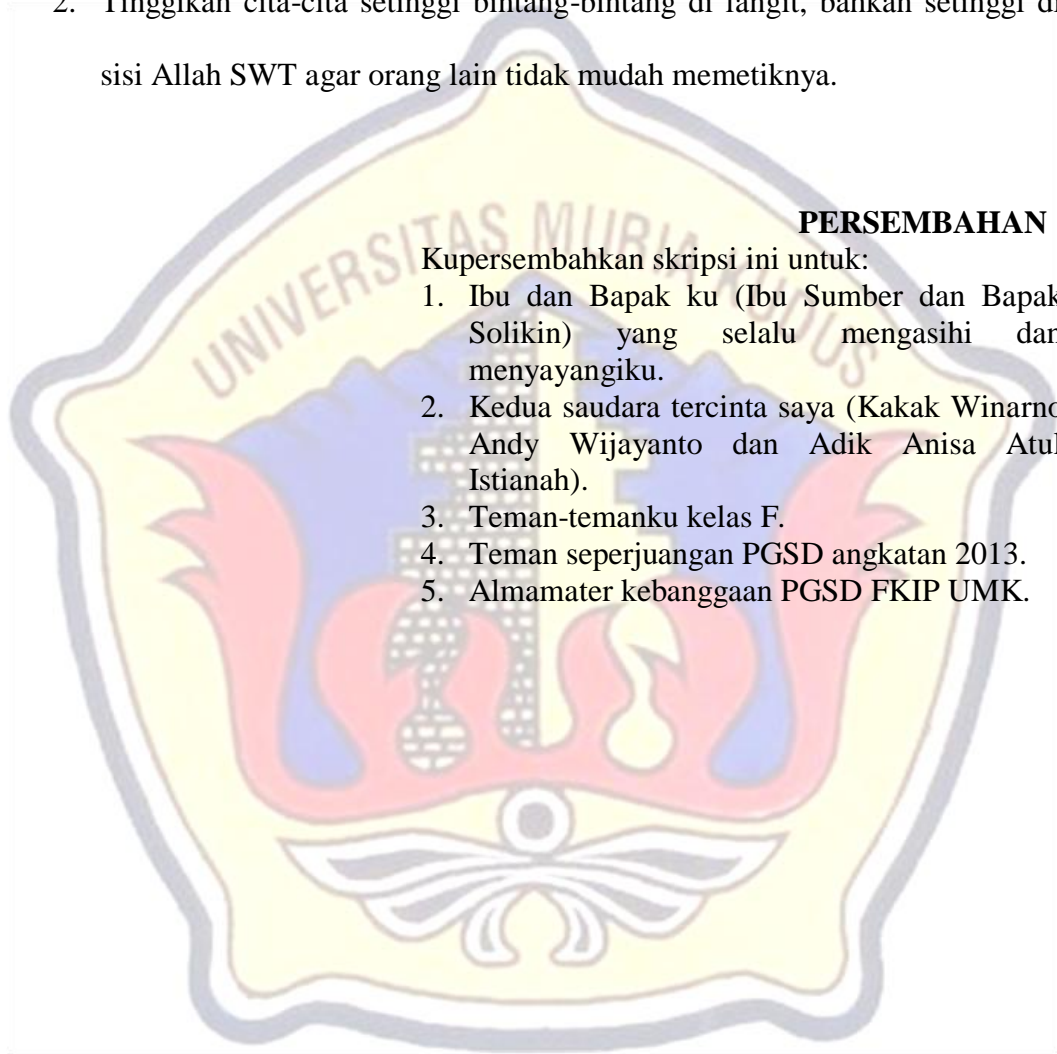 2. Tinggikan cita-cita setinggi bintang-bintang di langit, bahkan setinggi di
sisi Allah SWT agar orang lain tidak mudah memetiknya.
UNIVERSITAS MURIA KUDUS
PERSEMBAHAN
Kupersembahkan skripsi ini untuk:
1. Ibu dan Bapak ku (Ibu Sumber dan Bapak
Solikin) yang selalu mengasihi dan
menyayangiku.
2. Kedua saudara tercinta saya (Kakak Winarno
Andy Wijayanto dan Adik Anisa Atul
Istianah).
3. Teman-temanku kelas F.
4. Teman seperjuangan PGSD angkatan 2013.
5. Almamater kebanggaan PGSD FKIP UMK.